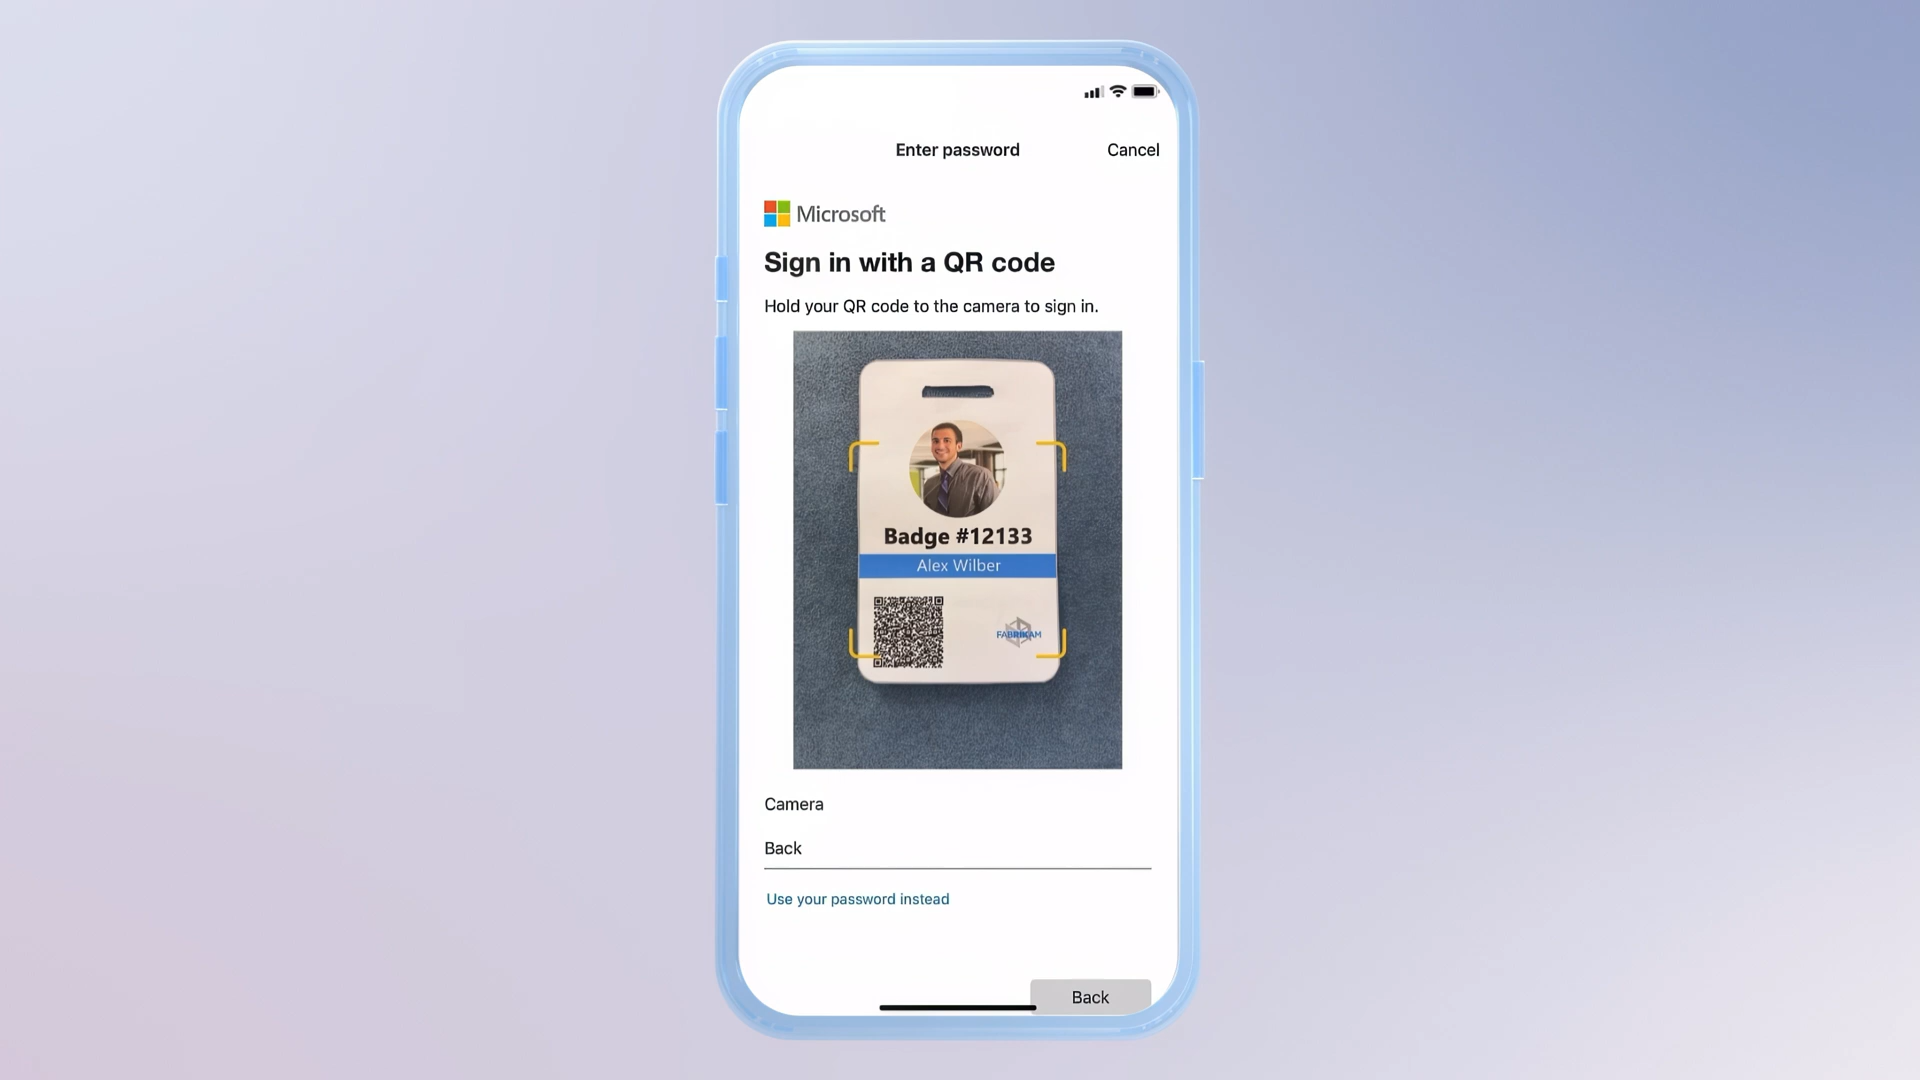 Enter password
Cancel
Microsoft
Sign in with a QR code
Hold your QR code to the camera to sign in.
Badge #12133
Alex Wilber
FABRIKAM
Camera
Back
Use your password instead
Back